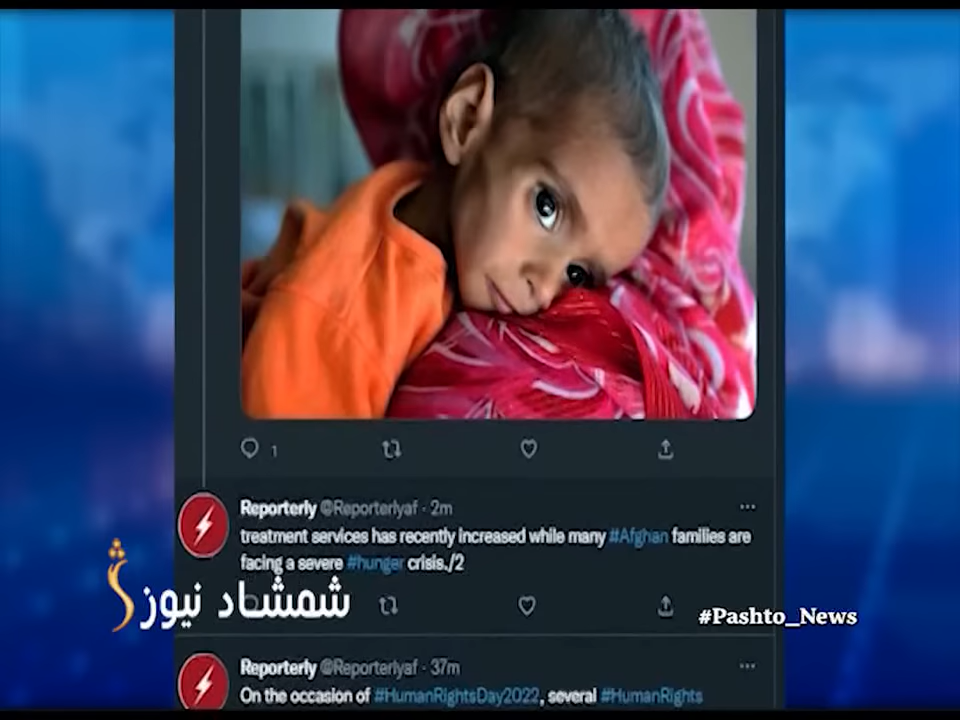 1
Reporterly @Reporterlyaf · 2m
treatment services has recently increased while many #Afghan families are
facing a severe #hunger crisis./2
شمشاد نیوز
#Pashto_News
Reporterly @Reporterlyaf · 37m
On the occasion of #HumanRightsDay2022, several #HumanRights